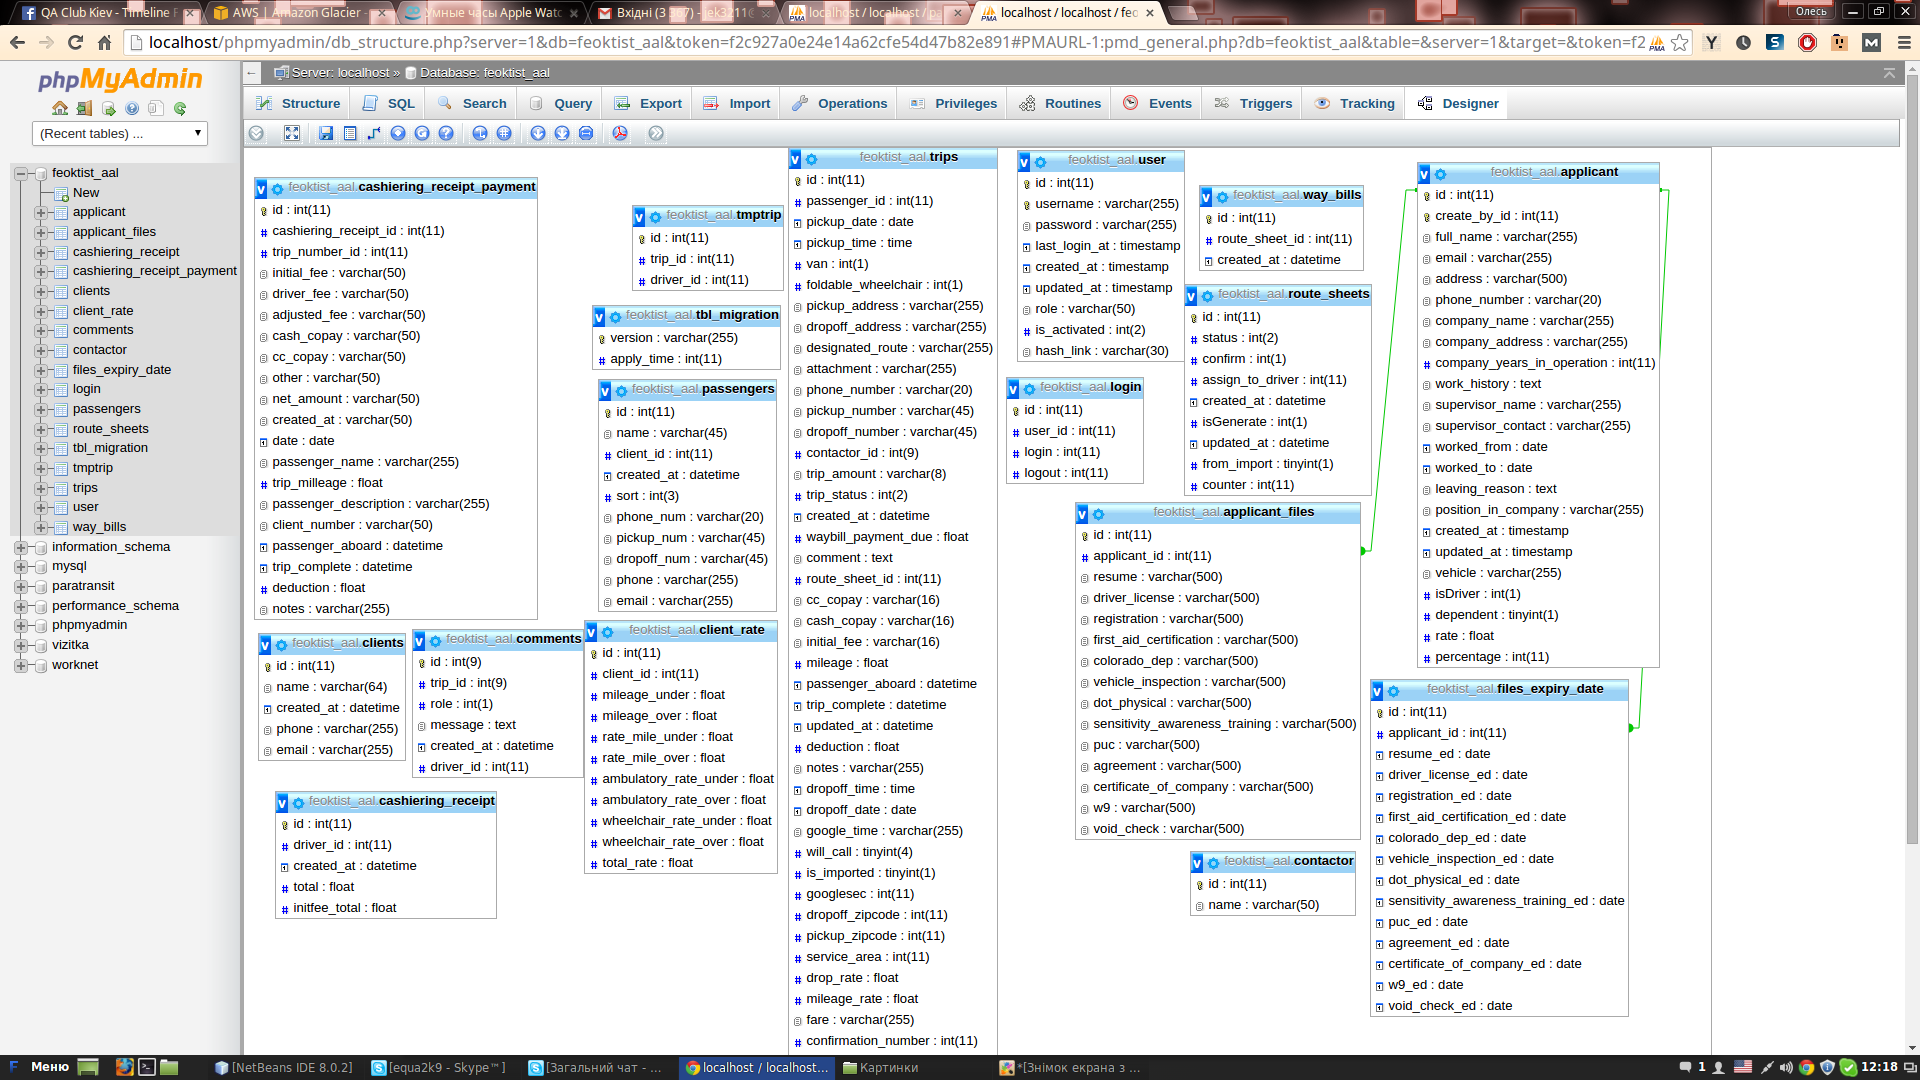 QA Club Kiev - Timeline
AWS | Amazon Glacier -
Умные часы Apple Watc
Вхідні (3 367) - jek3211@
localhost / localhost / pa
localhost / localhost / feo
Олесь
localhost/phpmyadmin/db_structure.php?server=1&db=feoktist_aal&token=f2c927a0e24e14a62cfe54d47b82e891#PMAURL-1:pmd_general.php?db=feoktist_aal&table=&server=1&target=&token=f2
phpMyAdmin
(Recent tables) ...
feoktist_aal
New
applicant
applicant_files
cashiering_receipt
cashiering_receipt_payment
clients
client_rate
comments
contactor
files_expiry_date
login
passengers
route_sheets
tbl_migration
tmptrip
trips
user
way_bills
information_schema
mysql
paratransit
performance_schema
phpmyadmin
vizitka
worknet
Server: localhost » Database: feoktist_aal
Structure SQL Search Query Export Import Operations Privileges Routines Events Triggers Tracking Designer
feoktist_aal.cashiering_receipt_payment
id : int(11)
cashiering_receipt_id : int(11)
trip_number_id : int(11)
initial_fee : varchar(50)
driver_fee : varchar(50)
adjusted_fee : varchar(50)
cash_copay : varchar(50)
cc_copay : varchar(50)
other : varchar(50)
net_amount : varchar(50)
created_at : varchar(50)
date : date
passenger_name : varchar(255)
trip_milleage : float
passenger_description : varchar(255)
client_number : varchar(50)
passenger_aboard : datetime
trip_complete : datetime
deduction : float
notes : varchar(255)
feoktist_aal.clients
id : int(11)
name : varchar(64)
created_at : datetime
phone : varchar(255)
email : varchar(255)
feoktist_aal.comments
id : int(9)
trip_id : int(9)
role : int(1)
message : text
created_at : datetime
driver_id : int(11)
feoktist_aal.cashiering_receipt
id : int(11)
driver_id : int(11)
created_at : datetime
total : float
initfee_total : float
feoktist_aal.tmptrip
id : int(11)
trip_id : int(11)
driver_id : int(11)
feoktist_aal.tbl_migration
version : varchar(255)
apply_time : int(11)
feoktist_aal.passengers
id : int(11)
name : varchar(45)
client_id : int(11)
created_at : datetime
sort : int(3)
phone_num : varchar(20)
pickup_num : varchar(45)
dropoff_num : varchar(45)
phone : varchar(255)
email : varchar(255)
feoktist_aal.client_rate
id : int(11)
client_id : int(11)
mileage_under : float
mileage_over : float
rate_mile_under : float
rate_mile_over : float
ambulatory_rate_under : float
ambulatory_rate_over : float
wheelchair_rate_under : float
wheelchair_rate_over : float
total_rate : float
feoktist_aal.trips
id : int(11)
passenger_id : int(11)
pickup_date : date
pickup_time : time
van : int(1)
foldable_wheelchair : int(1)
pickup_address : varchar(255)
dropoff_address : varchar(255)
designated_route : varchar(255)
attachment : varchar(255)
phone_number : varchar(20)
pickup_number : varchar(45)
dropoff_number : varchar(45)
contactor_id : int(9)
trip_amount : varchar(8)
trip_status : int(2)
created_at : datetime
waybill_payment_due : float
comment : text
route_sheet_id : int(11)
cc_copay : varchar(16)
cash_copay : varchar(16)
initial_fee : varchar(16)
mileage : float
passenger_aboard : datetime
trip_complete : datetime
updated_at : datetime
deduction : float
notes : varchar(255)
dropoff_time : time
dropoff_date : date
google_time : varchar(255)
will_call : tinyint(4)
is_imported : tinyint(1)
googlesec : int(11)
dropoff_zipcode : int(11)
pickup_zipcode : int(11)
service_area : int(11)
drop_rate : float
mileage_rate : float
fare : varchar(255)
confirmation_number : int(11)
feoktist_aal.user
id : int(11)
username : varchar(255)
password : varchar(255)
last_login_at : timestamp
created_at : timestamp
updated_at : timestamp
role : varchar(50)
is_activated : int(2)
hash_link : varchar(30)
feoktist_aal.login
id : int(11)
user_id : int(11)
login : int(11)
logout : int(11)
feoktist_aal.way_bills
id : int(11)
route_sheet_id : int(11)
created_at : datetime
feoktist_aal.route_sheets
id : int(11)
status : int(2)
confirm : int(1)
assign_to_driver : int(11)
created_at : datetime
isGenerate : int(1)
updated_at : datetime
from_import : tinyint(1)
counter : int(11)
feoktist_aal.applicant_files
id : int(11)
applicant_id : int(11)
resume : varchar(500)
driver_license : varchar(500)
registration : varchar(500)
first_aid_certification : varchar(500)
colorado_dep : varchar(500)
vehicle_inspection : varchar(500)
dot_physical : varchar(500)
sensitivity_awareness_training : varchar(500)
puc : varchar(500)
agreement : varchar(500)
certificate_of_company : varchar(500)
w9 : varchar(500)
void_check : varchar(500)
feoktist_aal.contactor
id : int(11)
name : varchar(50)
feoktist_aal.applicant
id : int(11)
create_by_id : int(11)
full_name : varchar(255)
email : varchar(255)
address : varchar(500)
phone_number : varchar(20)
company_name : varchar(255)
company_address : varchar(255)
company_years_in_operation : int(11)
work_history : text
supervisor_name : varchar(255)
supervisor_contact : varchar(255)
worked_from : date
worked_to : date
leaving_reason : text
position_in_company : varchar(255)
created_at : timestamp
updated_at : timestamp
vehicle : varchar(255)
isDriver : int(1)
dependent : tinyint(1)
rate : float
percentage : int(11)
feoktist_aal.files_expiry_date
id : int(11)
applicant_id : int(11)
resume_ed : date
driver_license_ed : date
registration_ed : date
first_aid_certification_ed : date
colorado_dep_ed : date
vehicle_inspection_ed : date
dot_physical_ed : date
sensitivity_awareness_training_ed : date
puc_ed : date
agreement_ed : date
certificate_of_company_ed : date
w9_ed : date
void_check_ed : date
Меню
[NetBeans IDE 8.0.2]
[equa2k9 - Skype™]
[Загальний чат - ...
localhost / localhost...
Картинки
*[Знімок екрана з ...
1
12:18